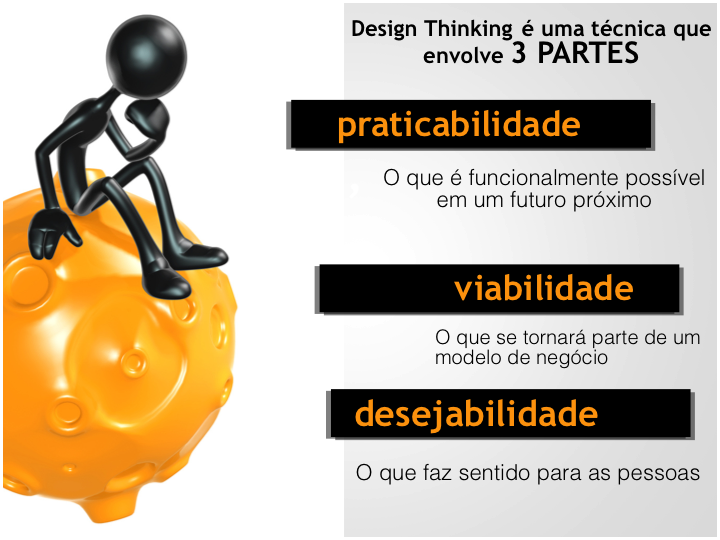 Design Thinking é uma técnica que
envolve 3 PARTES
praticabilidade
O que é funcionalmente possível
em um futuro próximo
viabilidade
O que se tornará parte de um
modelo de negócio
desejabilidade
O que faz sentido para as pessoas